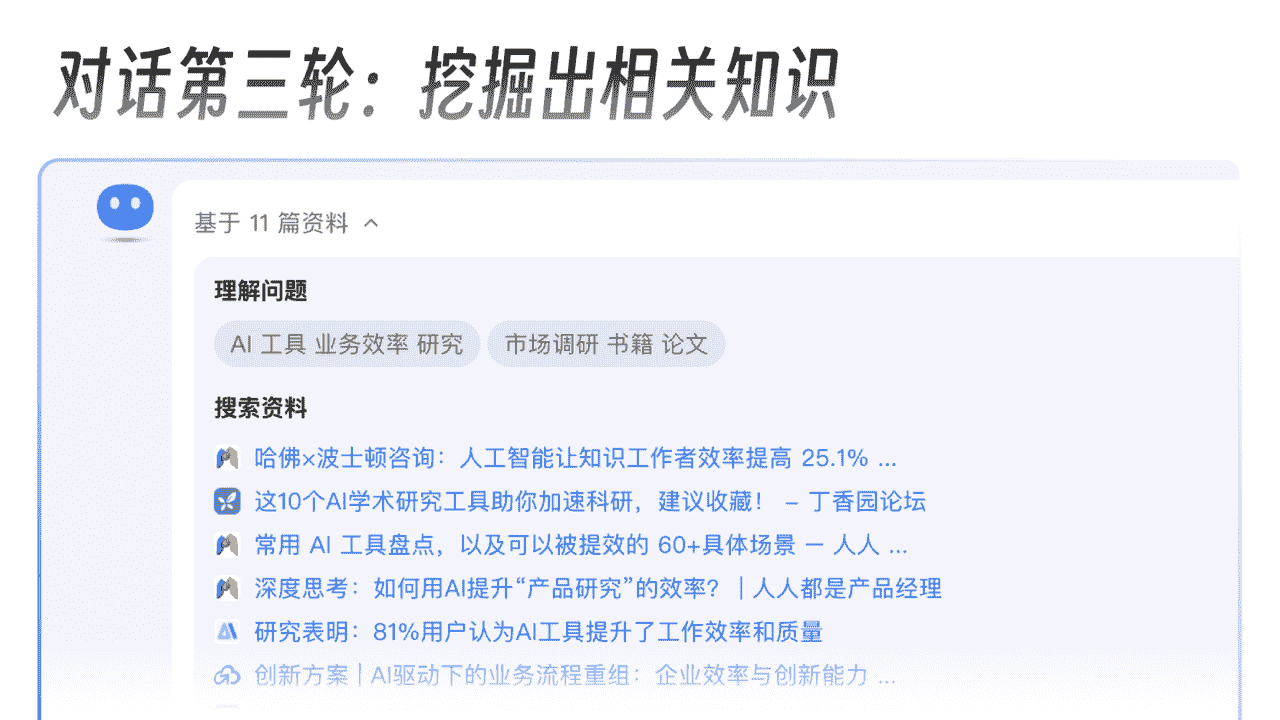 对话第三轮：挖掘出相关知识
基于 11 篇资料
理解问题
AI 工具 业务效率 研究
市场调研 书籍 论文
搜索资料
哈佛×波士顿咨询：人工智能让知识工作者效率提高 25.1% ...
这10个AI学术研究工具助你加速科研，建议收藏！ – 丁香园论坛
常用 AI 工具盘点，以及可以被提效的 60+具体场景 — 人人 ...
深度思考：如何用AI提升“产品研究”的效率？ | 人人都是产品经理
研究表明：81%用户认为AI工具提升了工作效率和质量
创新方案 | AI驱动下的业务流程重组：企业效率与创新能力 ...